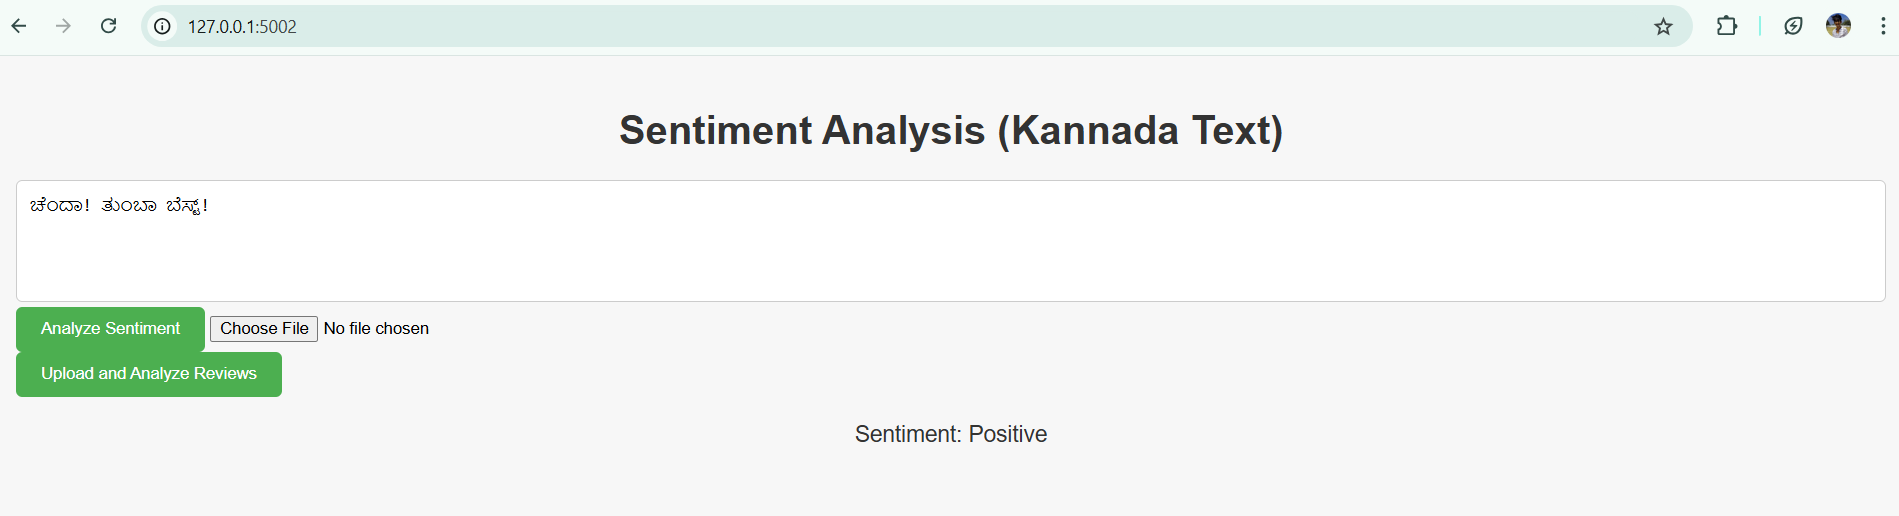 127.0.0.1:5002
Sentiment Analysis (Kannada Text)
ಚೆಂದಾ! ತುಂಬಾ ಬೆಸ್ಟ್!
Analyze Sentiment Choose File No file chosen
Upload and Analyze Reviews
Sentiment: Positive